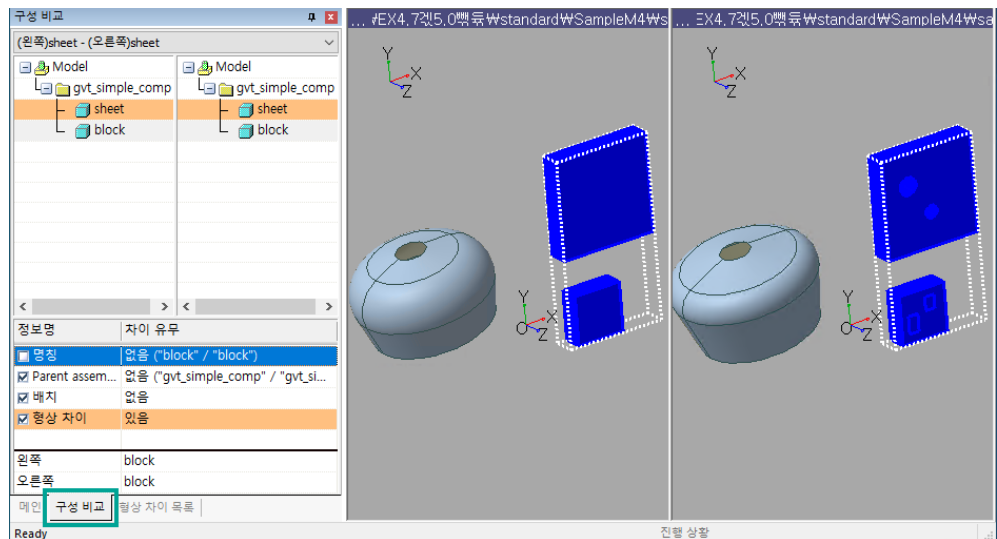 구성 비교
(왼쪽)sheet - (오른쪽)sheet
Model
gvt_simple_comp
sheet
block
Model
gvt_simple_comp
sheet
block
정보명 차이 유무
명칭 없음 ("block" / "block")
Parent assem... 없음 ("gvt_simple_comp" / "gvt_si...
배치 없음
형상 차이 있음
왼쪽 block
오른쪽 block
메인 구성 비교 형상 차이 목록
Ready 진행 상황
Y
X
Z
Y
X
Z
Y
X
Z
Y
X
Z